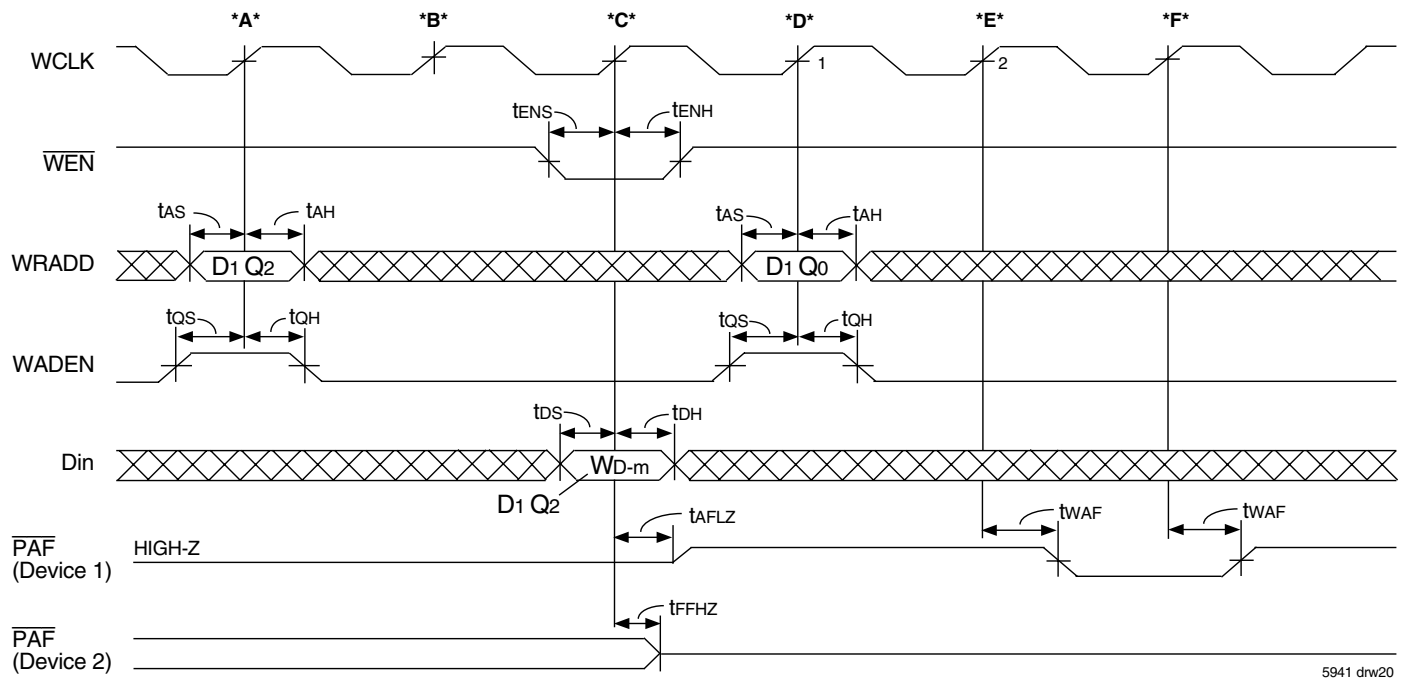 *A* *B* *C* *D* *E* *F*
WCLK
1 2
tENS tENH
WEN
tAS tAH tAS tAH
WRADD D1 Q2 D1 Q0
tQS tQH tQS tQH
WADEN
tDS tDH
Din WD-m
D1 Q2
tAFLZ tWAF tWAF
PAF HIGH-Z
(Device 1)
tFFHZ
PAF
(Device 2)
5941 drw20